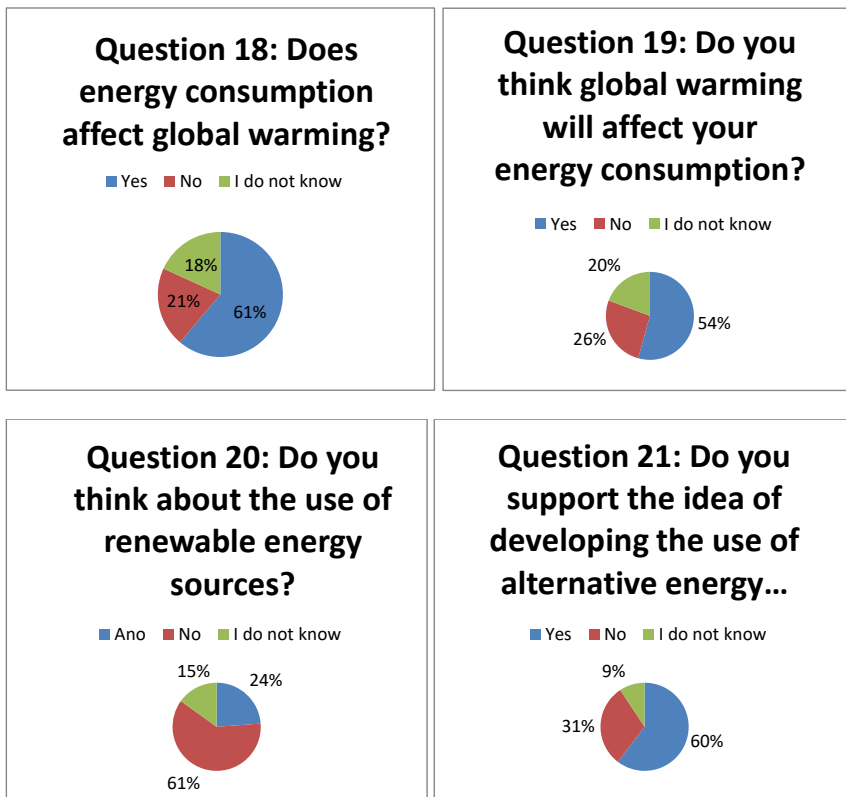 Question 18: Does
energy consumption
affect global warming?
Yes No I do not know
18%
21%
61%
Question 19: Do you
think global warming
will affect your
energy consumption?
Yes No I do not know
20%
26%
54%
Question 20: Do you
think about the use of
renewable energy
sources?
Ano No I do not know
15%
24%
61%
Question 21: Do you
support the idea of
developing the use of
alternative energy…
Yes No I do not know
9%
31%
60%